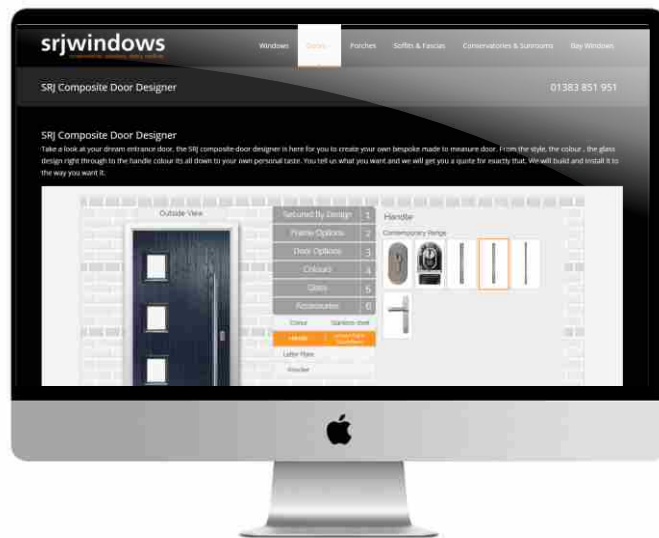 srjwindows
Windows Doors Porches Soffits & Fascias Conservatories & Sunrooms Bay Windows
SRJ Composite Door Designer
01383 851 951
SRJ Composite Door Designer
Take a look at your dream entrance door, the SRJ composite door designer is here for you to create your own bespoke made to measure door. From the style, the colour , the glass
design right through to the handle colour its all down to your own personal taste. You tell us what you want and we will get you a quote for exactly that. We will build and install it to
the way you want it.
Outside View
Secured By Design 1
Frame Options 2
Door Options 3
Colours 4
Glass 5
Accessories 6
Colour Stainless steel
Handle
Letter Plate
Knocker
Handle
Contemporary Range